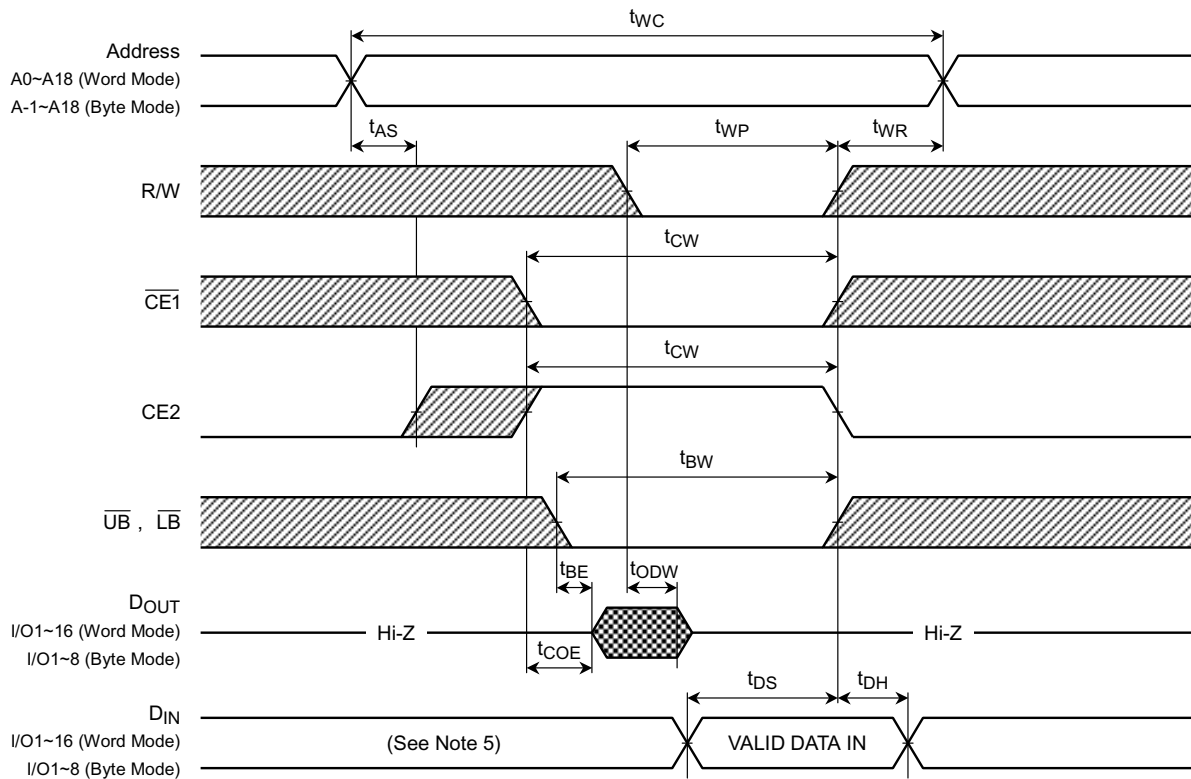 tWC
Address
A0~A18 (Word Mode)
A-1~A18 (Byte Mode)
tAS
tWP
tWR
R/W
tCW
CE1
tCW
CE2
tBW
UB , LB
tBE
tODW
DOUT
I/O1~16 (Word Mode)
Hi-Z
Hi-Z
I/O1~8 (Byte Mode)
tCOE
tDS
tDH
DIN
I/O1~16 (Word Mode)
(See Note 5)
VALID DATA IN
I/O1~8 (Byte Mode)